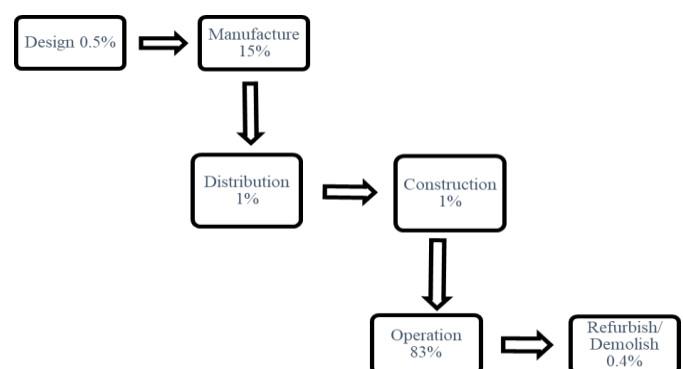 Design 0.5%
Manufacture
15%
Distribution
1%
Construction
1%
Operation
83%
Refurbish/
Demolish
0.4%